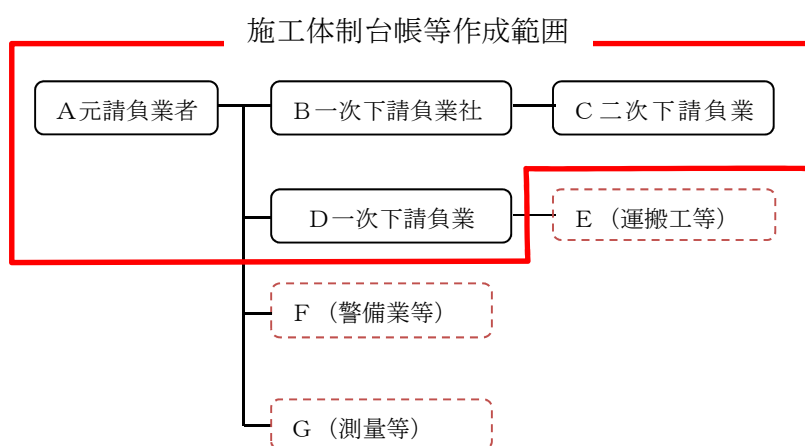 施工体制台帳等作成範囲
A元請負業者
B一次下請負業社
C二次下請負業
D一次下請負業
E（運搬工等）
F（警備業等）
G（測量等）